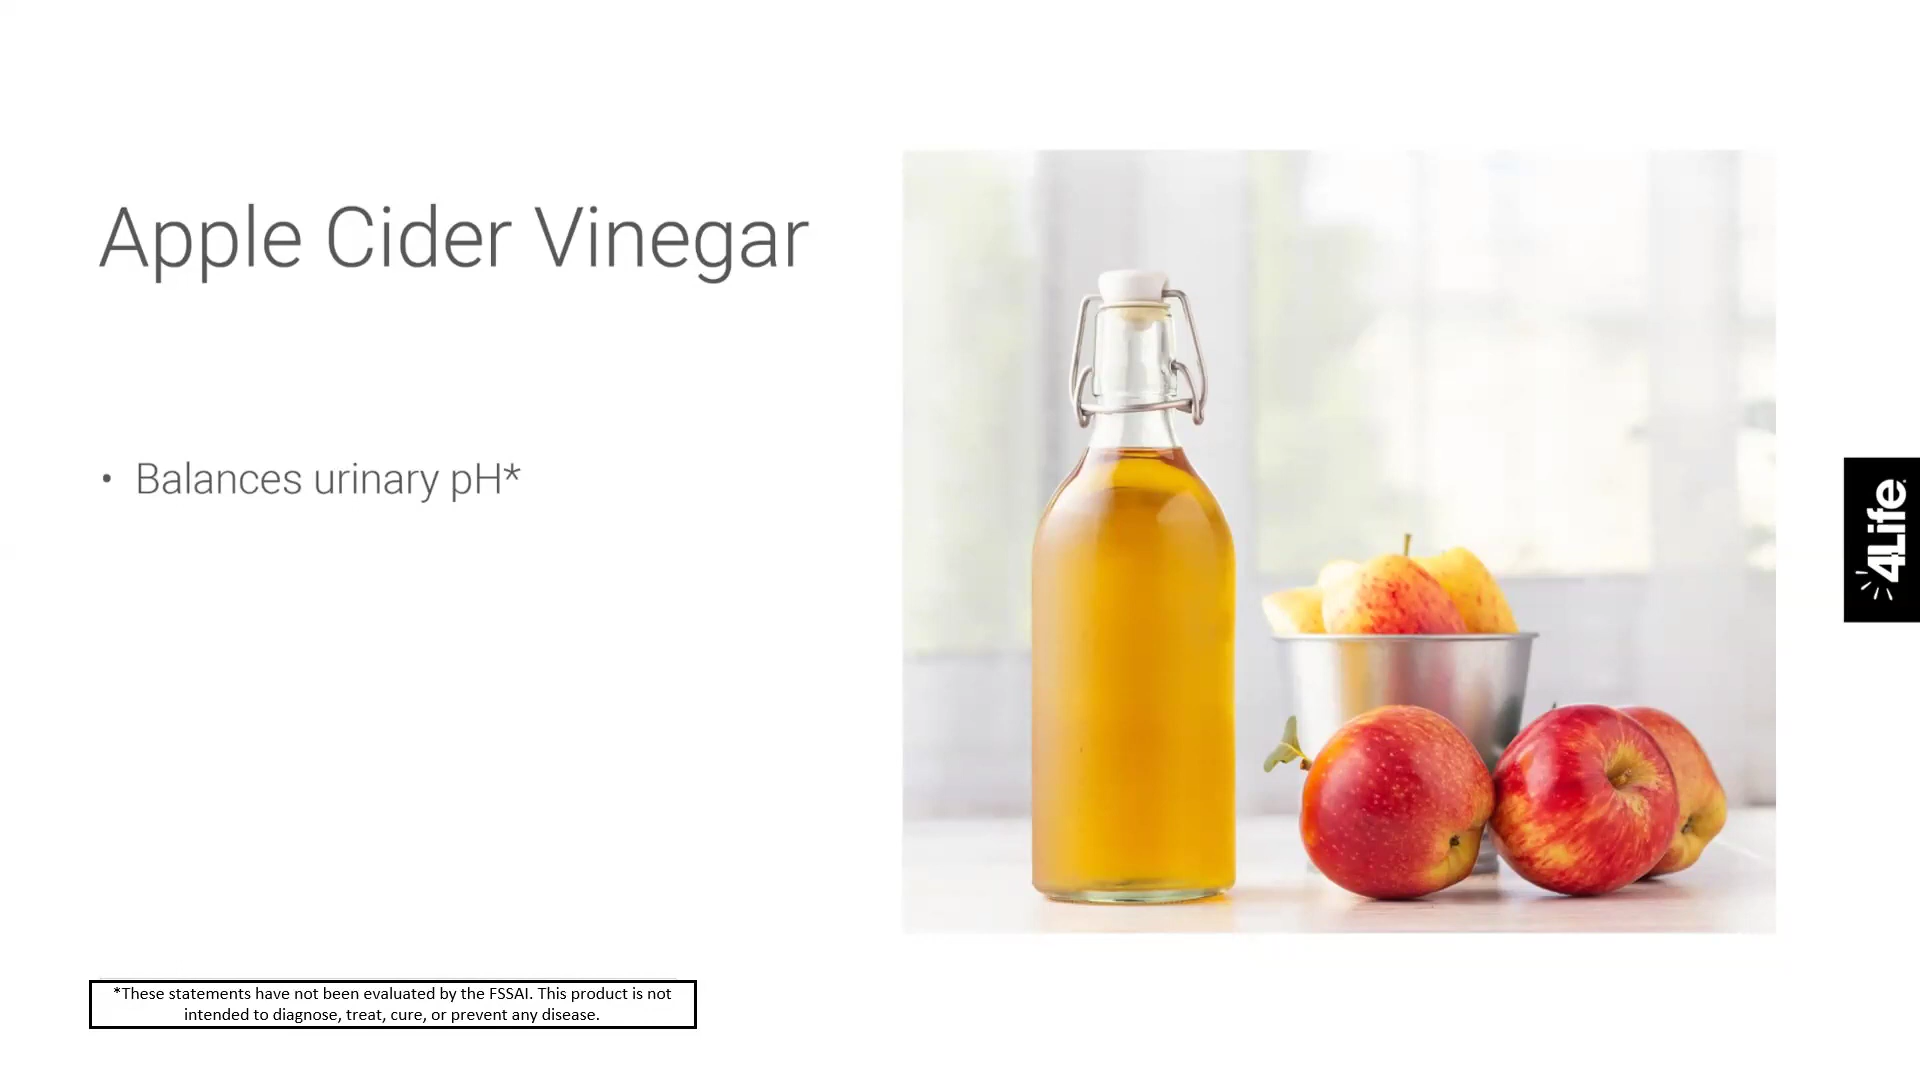 Apple Cider Vinegar
• Balances urinary pH*
4Life
*These statements have not been evaluated by the FSSAI. This product is not
intended to diagnose, treat, cure, or prevent any disease.